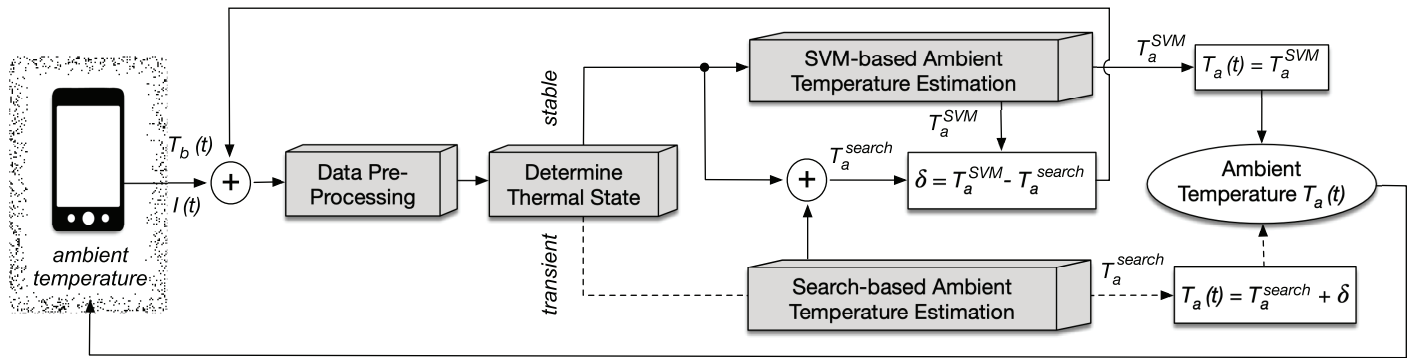 T_b (t)
I (t)
ambient
temperature
+
Data Pre-
Processing
Determine
Thermal State
stable
transient
SVM-based Ambient
Temperature Estimation
T_a^{SVM}
T_a^{SVM}
T_a (t) = T_a^{SVM}
+
T_a^{search}
δ = T_a^{SVM} - T_a^{search}
Ambient
Temperature T_a (t)
Search-based Ambient
Temperature Estimation
T_a^{search}
T_a (t) = T_a^{search} + δ